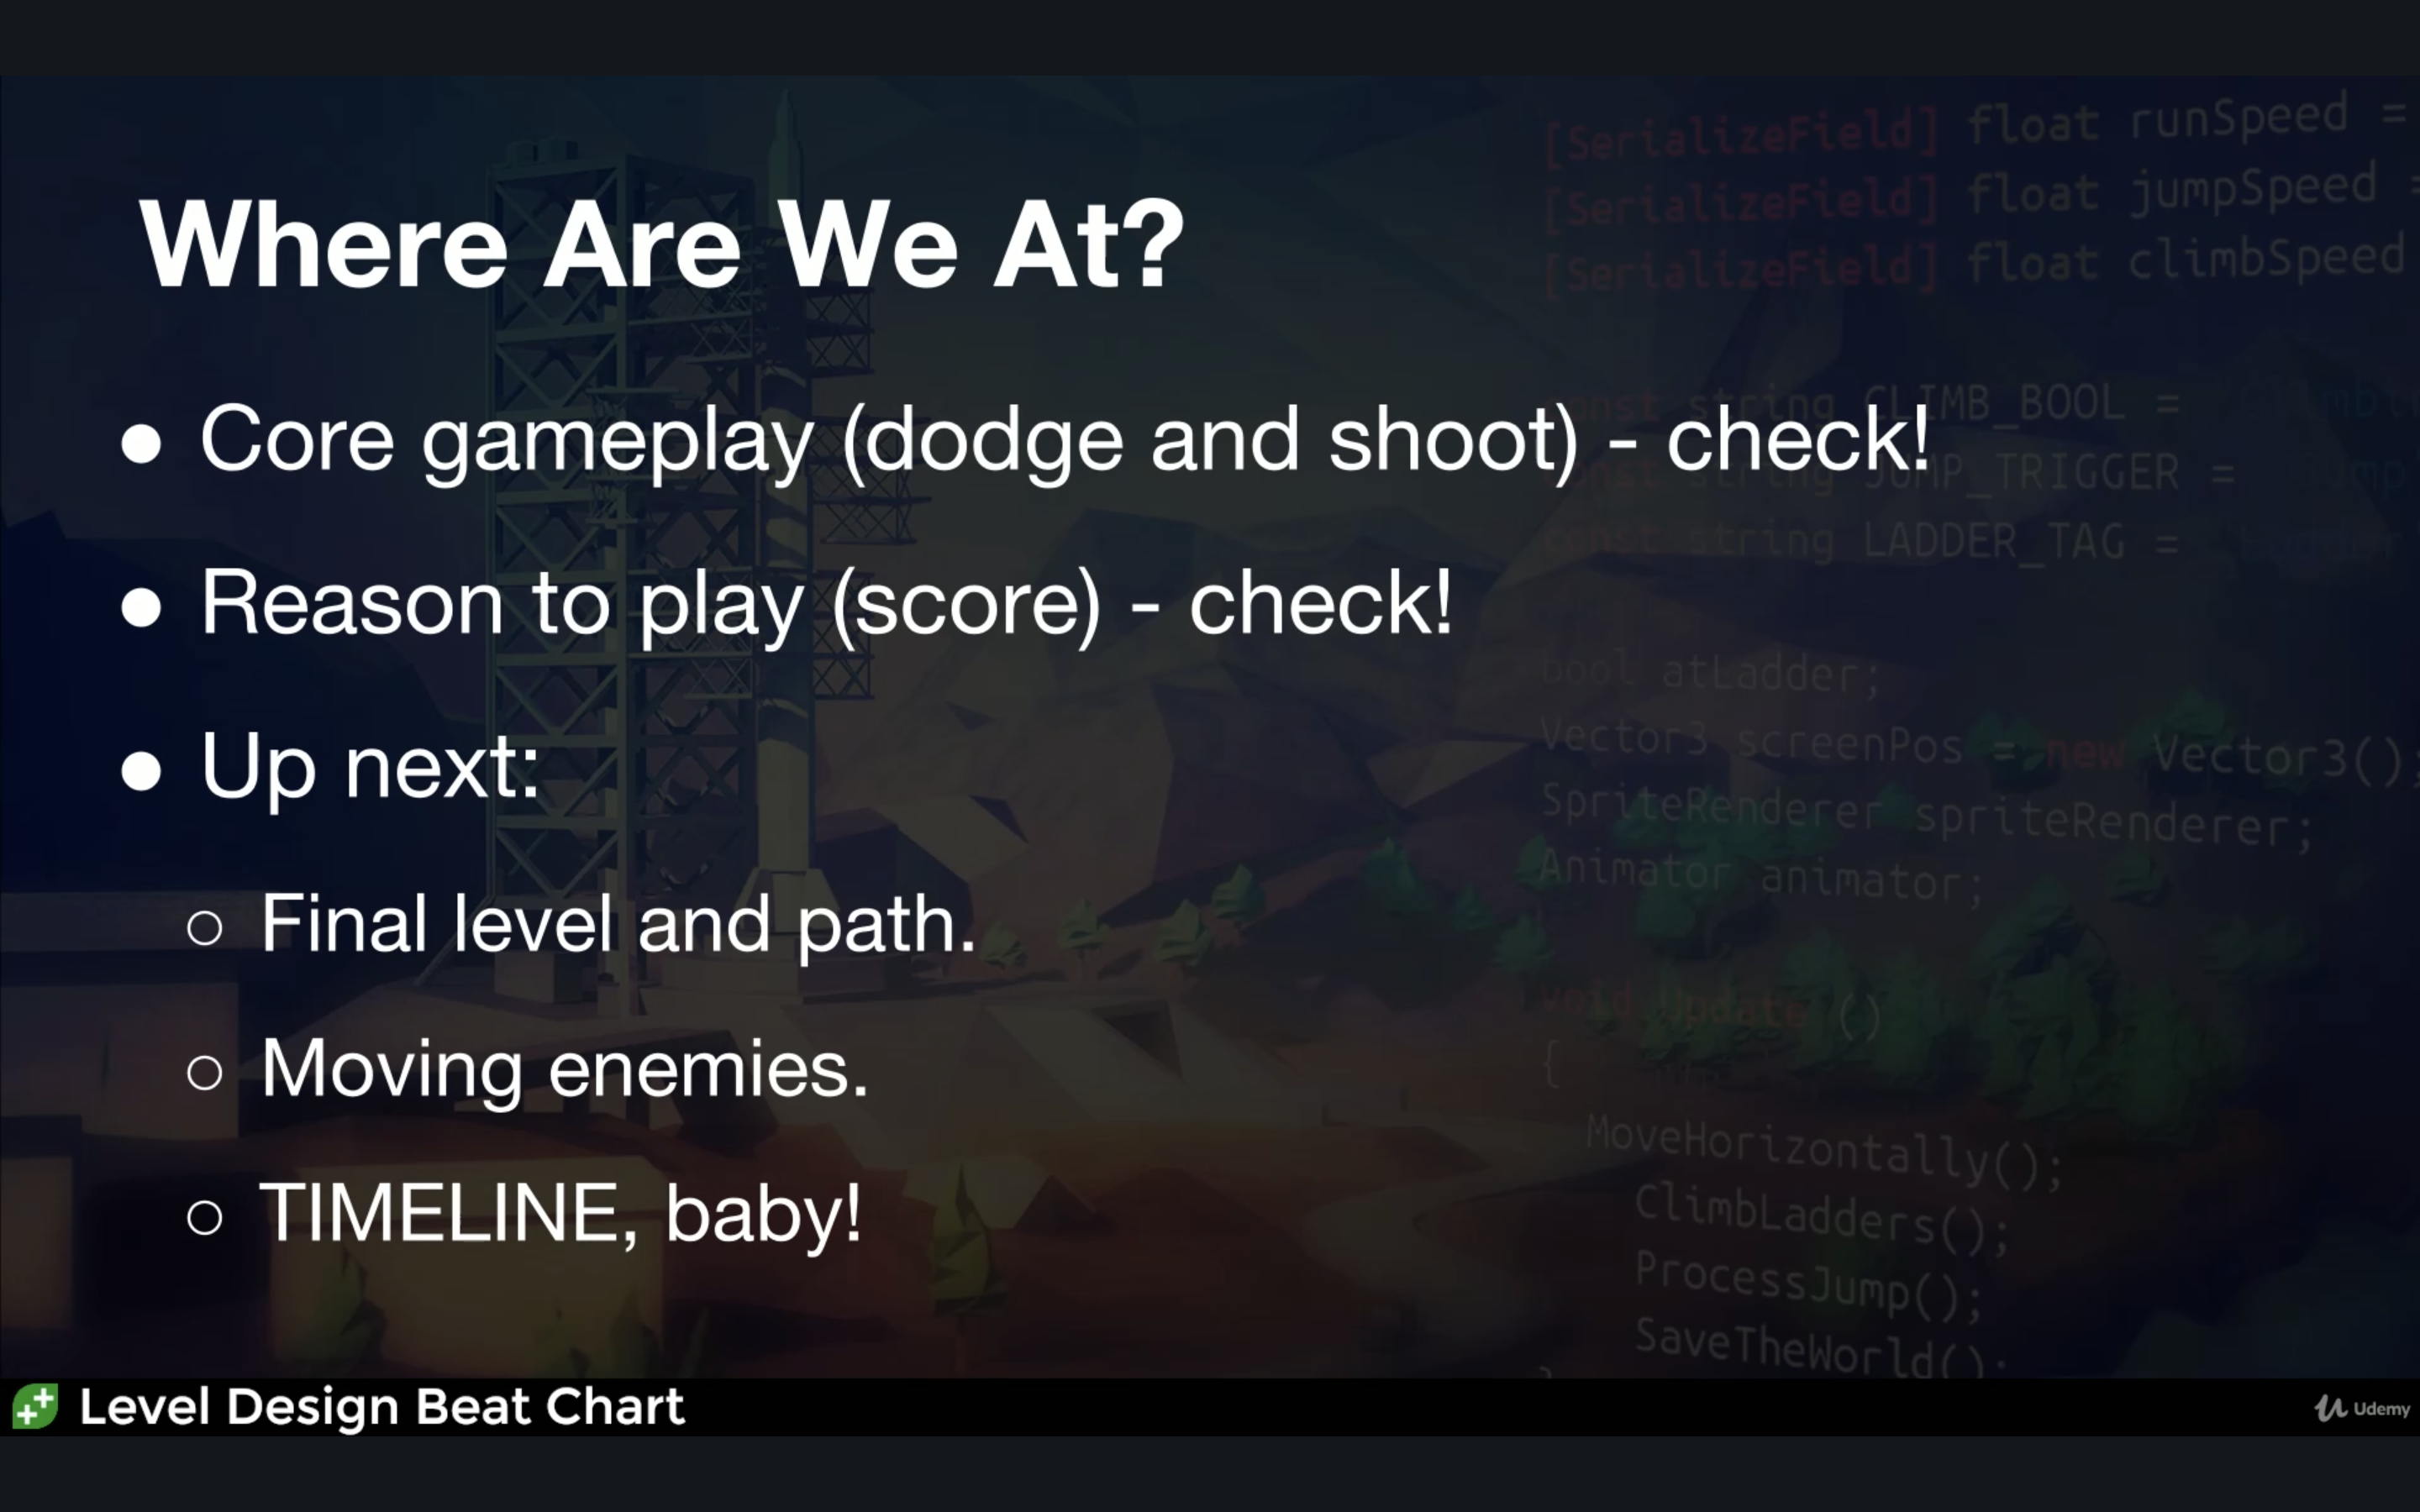 Where Are We At?
● Core gameplay (dodge and shoot) - check!
● Reason to play (score) - check!
● Up next:
○ Final level and path.
○ Moving enemies.
○ TIMELINE, baby!
[SerializeField] float runSpeed =
[SerializeField] float jumpSpeed =
[SerializeField] float climbSpeed
const string CLIMB_BOOL =
const string JUMP_TRIGGER =
const string LADDER_TAG =
bool atLadder;
Vector3 screenPos = new Vector3();
SpriteRenderer spriteRenderer;
Animator animator;
void Update ()
{
MoveHorizontally();
ClimbLadders();
ProcessJump();
SaveTheWorld();
Level Design Beat Chart
Udemy